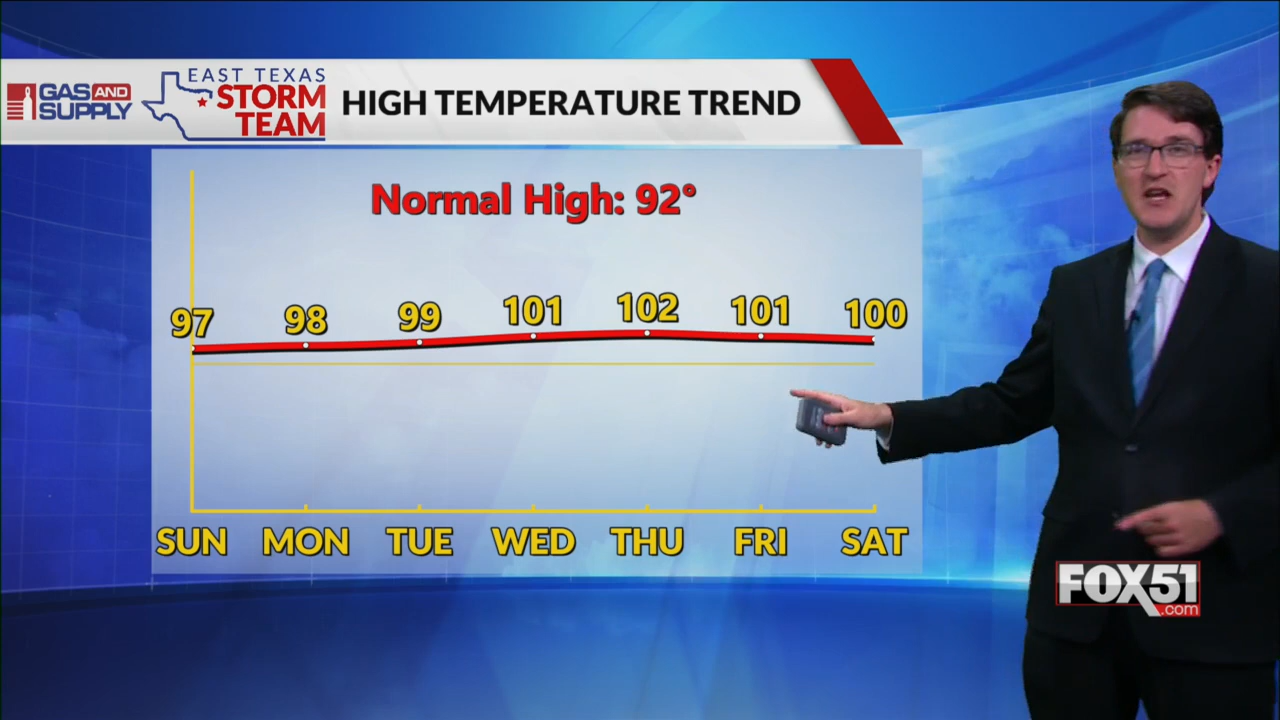 GAS AND
SUPPLY
EAST TEXAS
STORM
TEAM
HIGH TEMPERATURE TREND
Normal High: 92°
97 98 99 101 102 101 100
SUN MON TUE WED THU FRI SAT
FOX51
.com